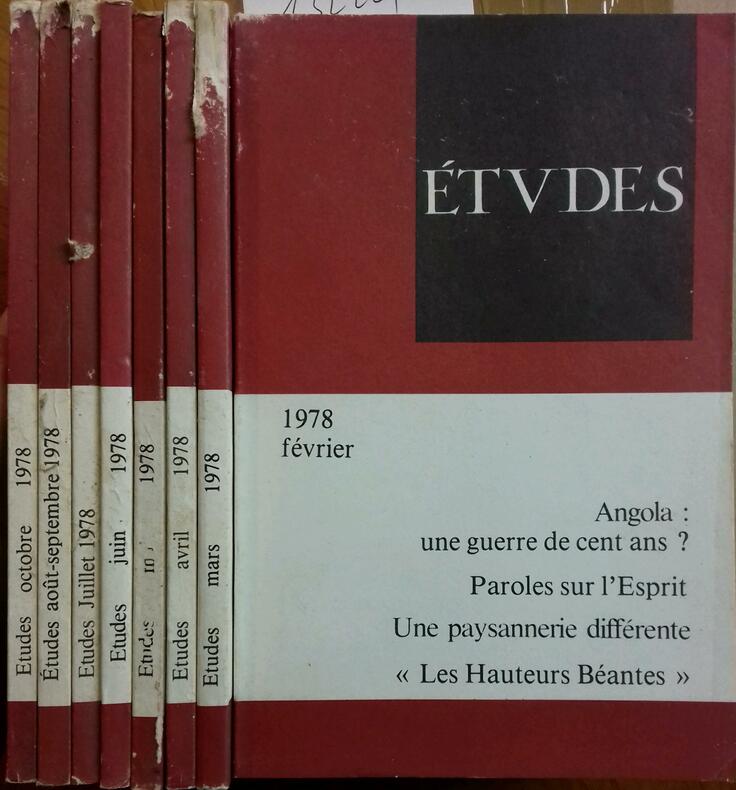 Etudes octobre 1978
Études août-septembre 1978
Etudes Juillet 1978
Etudes juin 1978
Etudes 1978
Etudes avril 1978
Etudes mars 1978
ÉTVDES
1978
février
Angola :
une guerre de cent ans ?
Paroles sur l'Esprit
Une paysannerie différente
« Les Hauteurs Béantes »